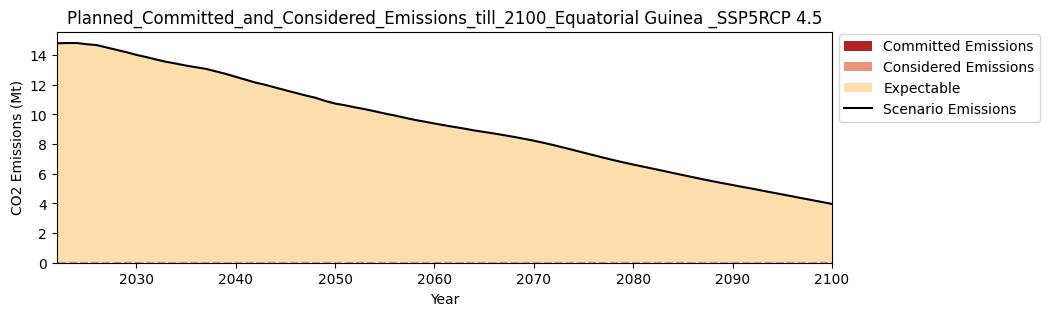 Planned_Committed_and_Considered_Emissions_till_2100_Equatorial Guinea _SSP5RCP 4.5
Committed Emissions
Considered Emissions
Expectable
Scenario Emissions
CO2 Emissions (Mt)
14
12
10
8
6
4
2
0
2030
2040
2050
2060
2070
2080
2090
2100
Year